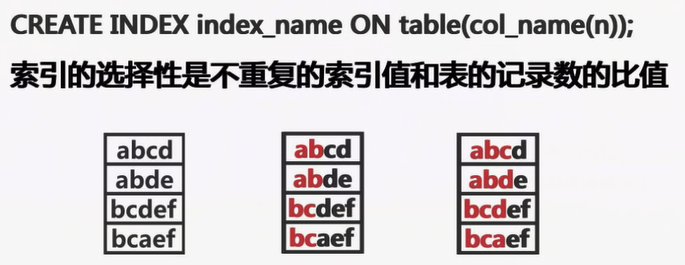 CREATE INDEX index_name ON table(col_name(n));
索引的选择性是不重复的索引值和表的记录数的比值
abcd abcd abcd
abde abde abde
bcdef bcdef bcdef
bcaef bcaef bcaef